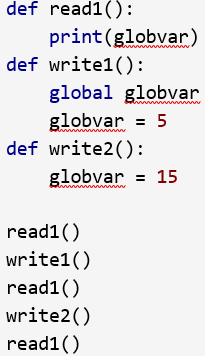 def read1():
    print(globvar)
def write1():
    global globvar
    globvar = 5
def write2():
    globvar = 15

read1()
write1()
read1()
write2()
read1()